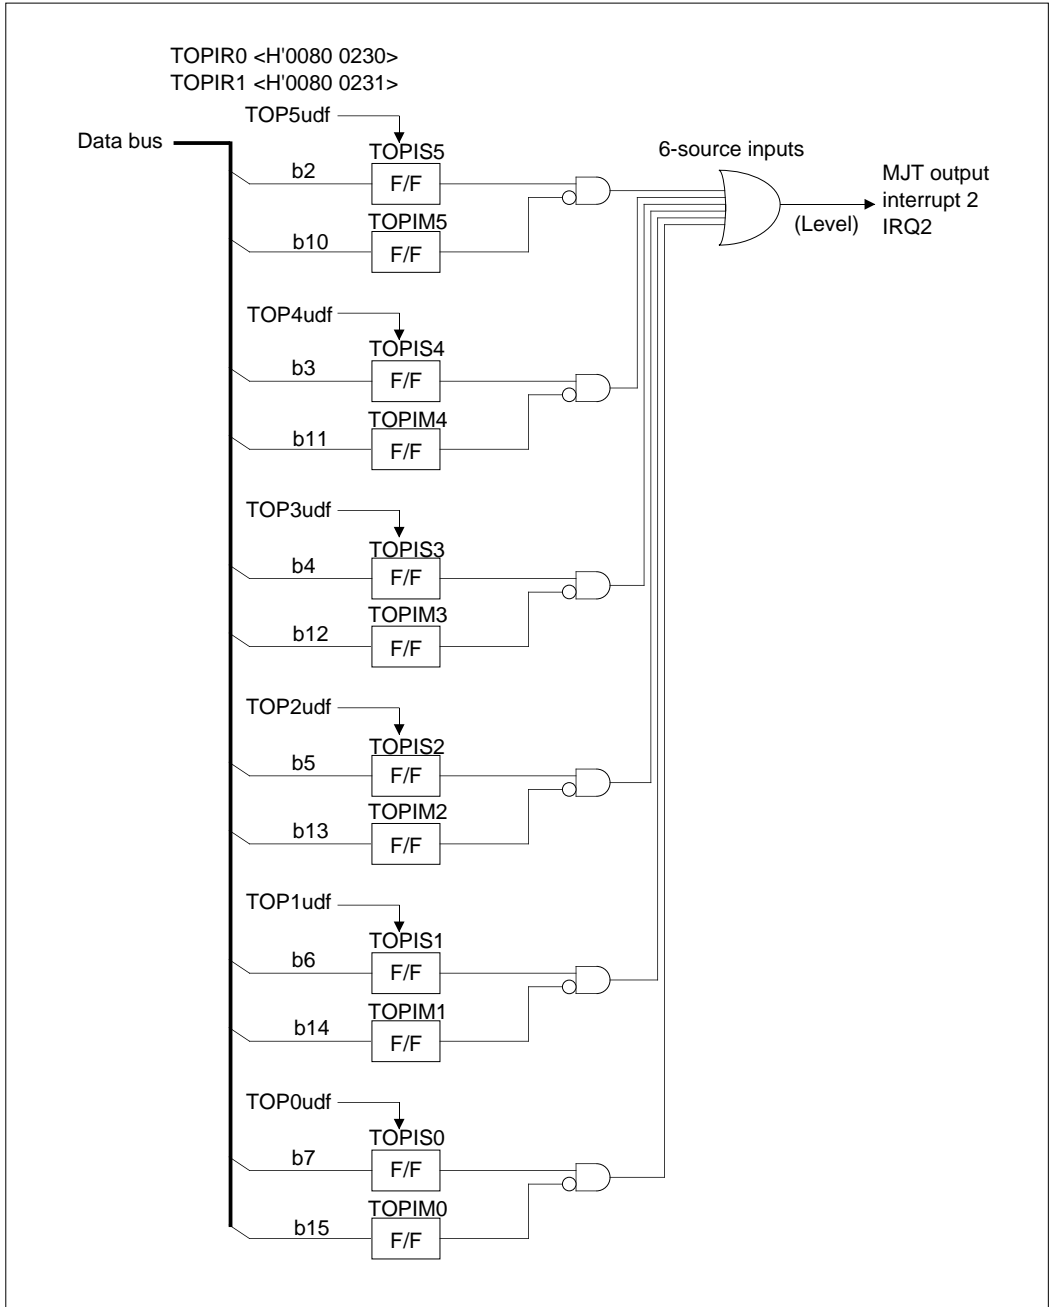 TOPIR0 <H'0080 0230>
TOPIR1 <H'0080 0231>
TOP5udf
Data bus
TOPIS5
6-source inputs
b2
F/F
MJT output
interrupt 2
IRQ2
(Level)
TOPIM5
b10
F/F
TOP4udf
TOPIS4
b3
F/F
TOPIM4
b11
F/F
TOP3udf
TOPIS3
b4
F/F
TOPIM3
b12
F/F
TOP2udf
TOPIS2
b5
F/F
TOPIM2
b13
F/F
TOP1udf
TOPIS1
b6
F/F
TOPIM1
b14
F/F
TOP0udf
TOPIS0
b7
F/F
TOPIM0
b15
F/F